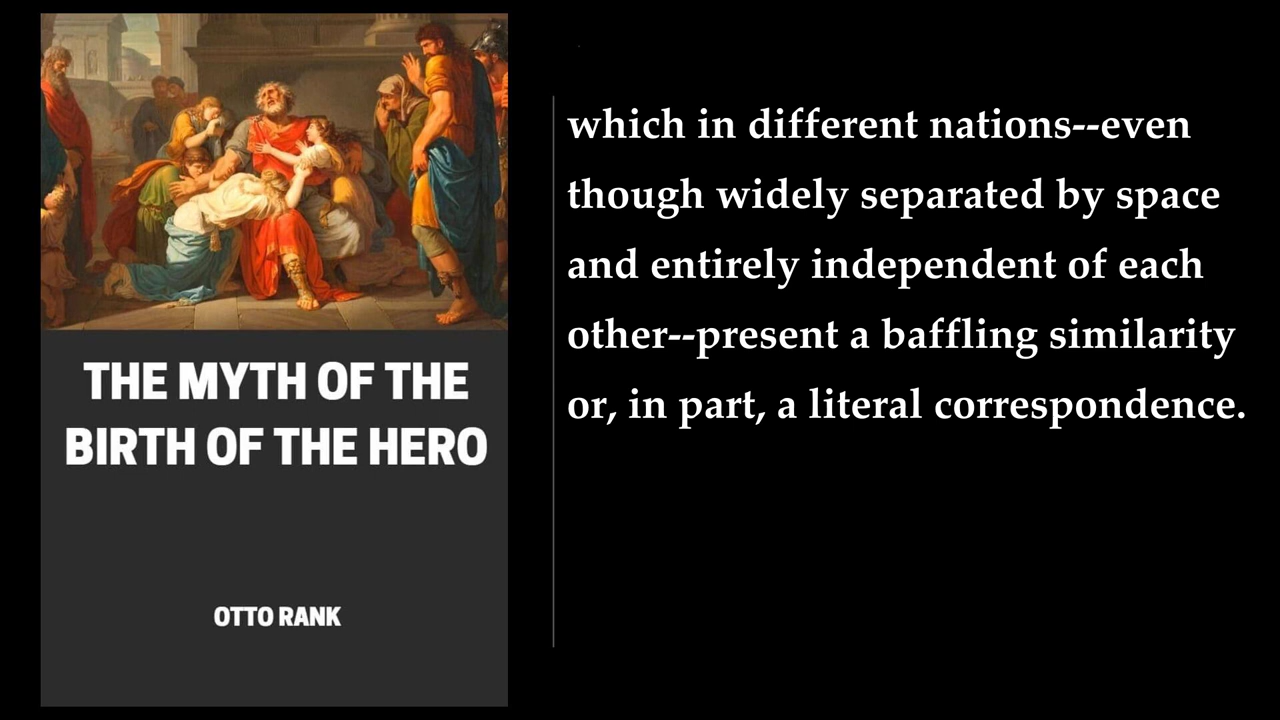 THE MYTH OF THE
BIRTH OF THE HERO
OTTO RANK
which in different nations--even
though widely separated by space
and entirely independent of each
other--present a baffling similarity
or, in part, a literal correspondence.